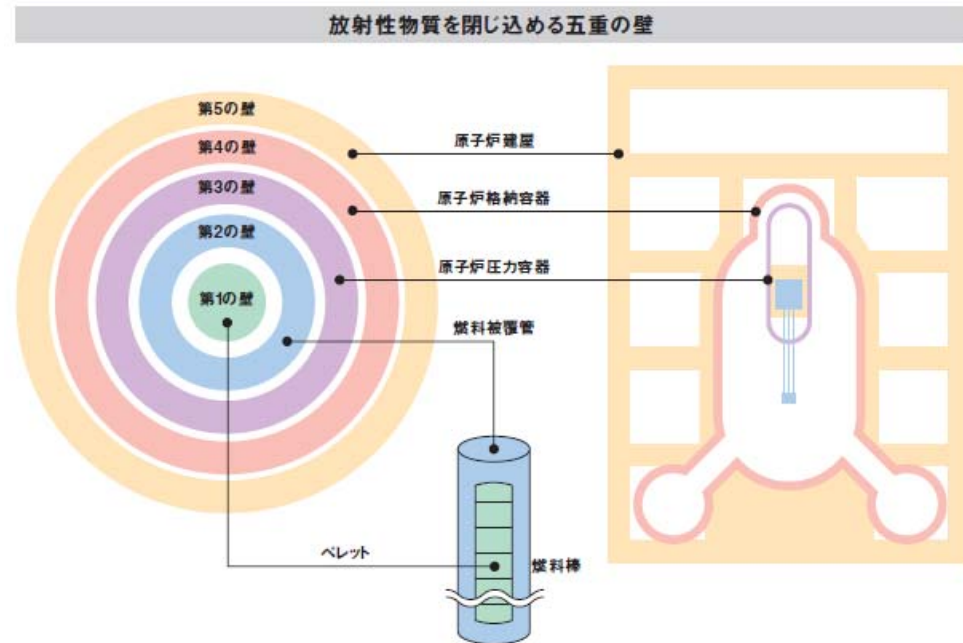 放射性物質を閉じ込める五重の壁
第5の壁
第4の壁
第3の壁
第2の壁
第1の壁
原子炉建屋
原子炉格納容器
原子炉圧力容器
燃料被覆管
ペレット
燃料棒